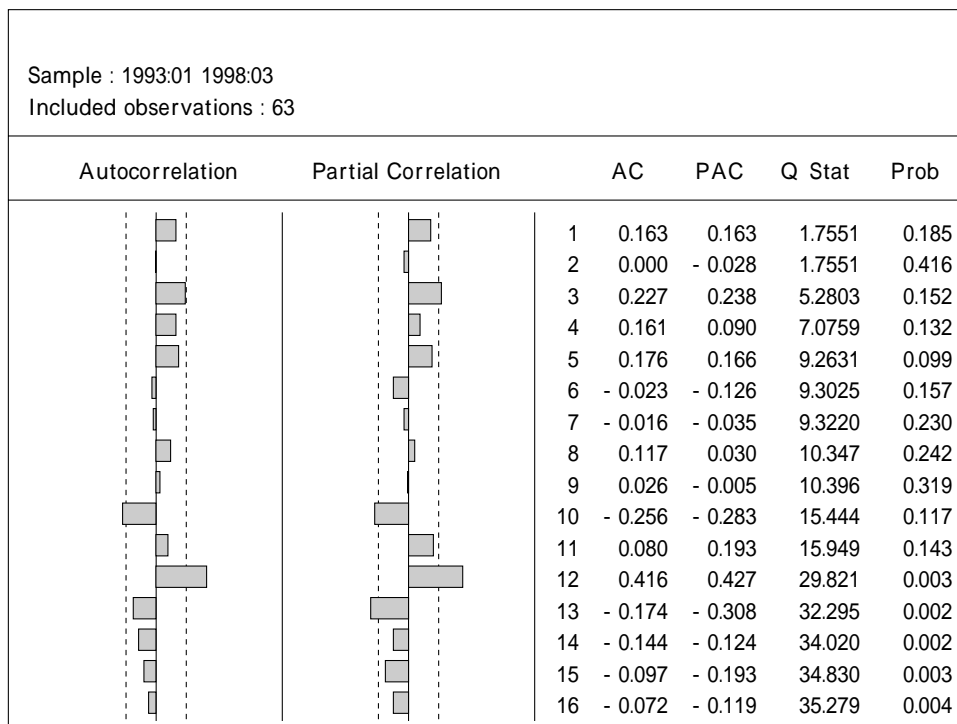 Sample : 1993:01 1998:03
Included observations : 63
Autocorrelation Partial Correlation AC PAC Q Stat Prob
1 0.163 0.163 1.7551 0.185
2 0.000 - 0.028 1.7551 0.416
3 0.227 0.238 5.2803 0.152
4 0.161 0.090 7.0759 0.132
5 0.176 0.166 9.2631 0.099
6 - 0.023 - 0.126 9.3025 0.157
7 - 0.016 - 0.035 9.3220 0.230
8 0.117 0.030 10.347 0.242
9 0.026 - 0.005 10.396 0.319
10 - 0.256 - 0.283 15.444 0.117
11 0.080 0.193 15.949 0.143
12 0.416 0.427 29.821 0.003
13 - 0.174 - 0.308 32.295 0.002
14 - 0.144 - 0.124 34.020 0.002
15 - 0.097 - 0.193 34.830 0.003
16 - 0.072 - 0.119 35.279 0.004